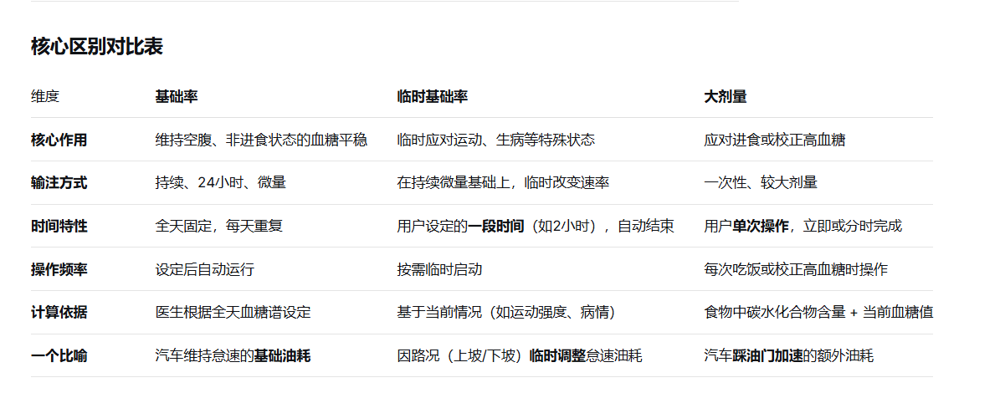 核心区别对比表
维度 基础率 临时基础率 大剂量
核心作用 维持空腹、非进食状态的血糖平稳 临时应对运动、生病等特殊状态 应对进食或校正高血糖
输注方式 持续、24小时、微量 在持续微量基础上，临时改变速率 一次性、较大剂量
时间特性 全天固定，每天重复 用户设定的一段时间（如2小时），自动结束 用户单次操作，立即或分时完成
操作频率 设定后自动运行 按需临时启动 每次吃饭或校正高血糖时操作
计算依据 医生根据全天血糖谱设定 基于当前情况（如运动强度、病情） 食物中碳水化合物含量 + 当前血糖值
一个比喻 汽车维持怠速的基础油耗 因路况（上坡/下坡）临时调整怠速油耗 汽车踩油门加速的额外油耗